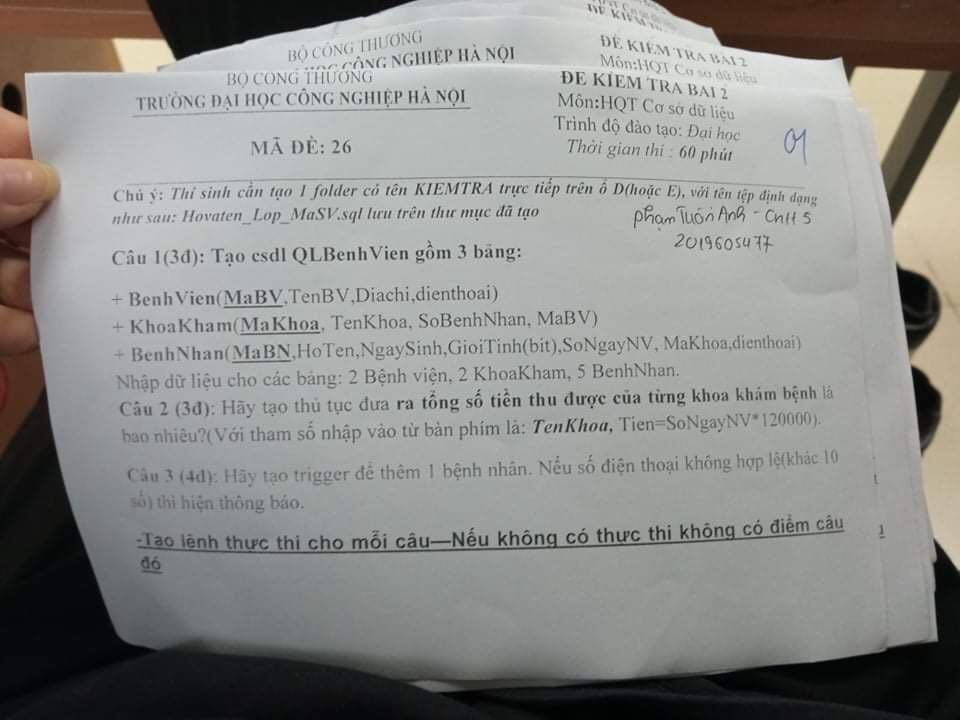 BỘ CÔNG THƯƠNG
HỌC CÔNG NGHIỆP HÀ NỘI
ĐỀ KIỂM TRA BÀI 2
Môn:HQT Cơ sở dữ liệu
BỘ CÔNG THƯƠNG
TRƯỜNG ĐẠI HỌC CÔNG NGHIỆP HÀ NỘI
MÃ ĐỀ: 26
ĐỀ KIỂM TRA BÀI 2
Môn:HQT Cơ sở dữ liệu
Trình độ đào tạo: Đại học
Thời gian thi : 60 phút
01
Chú ý: Thí sinh cần tạo 1 folder có tên KIEMTRA trực tiếp trên ổ D(hoặc E), với tên tệp định dạng
như sau: Hovaten_Lop_MaSV.sql lưu trên thư mục đã tạo
Phạm Tuấn Anh - CNTT 5
2019605477
Câu 1(3đ): Tạo csdl QLBenhVien gồm 3 bảng:
+ BenhVien(MaBV,TenBV,Diachi,dienthoai)
+ KhoaKham(MaKhoa, TenKhoa, SoBenhNhan, MaBV)
+ BenhNhan(MaBN,HoTen,NgaySinh,GioiTinh(bit),SoNgayNV, MaKhoa,dienthoai)
Nhập dữ liệu cho các bảng: 2 Bệnh viện, 2 KhoaKham, 5 BenhNhan.
Câu 2 (3đ): Hãy tạo thủ tục đưa ra tổng số tiền thu được của từng khoa khám bệnh là
bao nhiêu?(Với tham số nhập vào từ bàn phím là: TenKhoa, Tien=SoNgayNV*120000).
Câu 3 (4đ): Hãy tạo trigger để thêm 1 bệnh nhân. Nếu số điện thoại không hợp lệ(khác 10
số) thì hiện thông báo.
-Tạo lệnh thực thi cho mỗi câu—Nếu không có thực thi không có điểm câu
đó